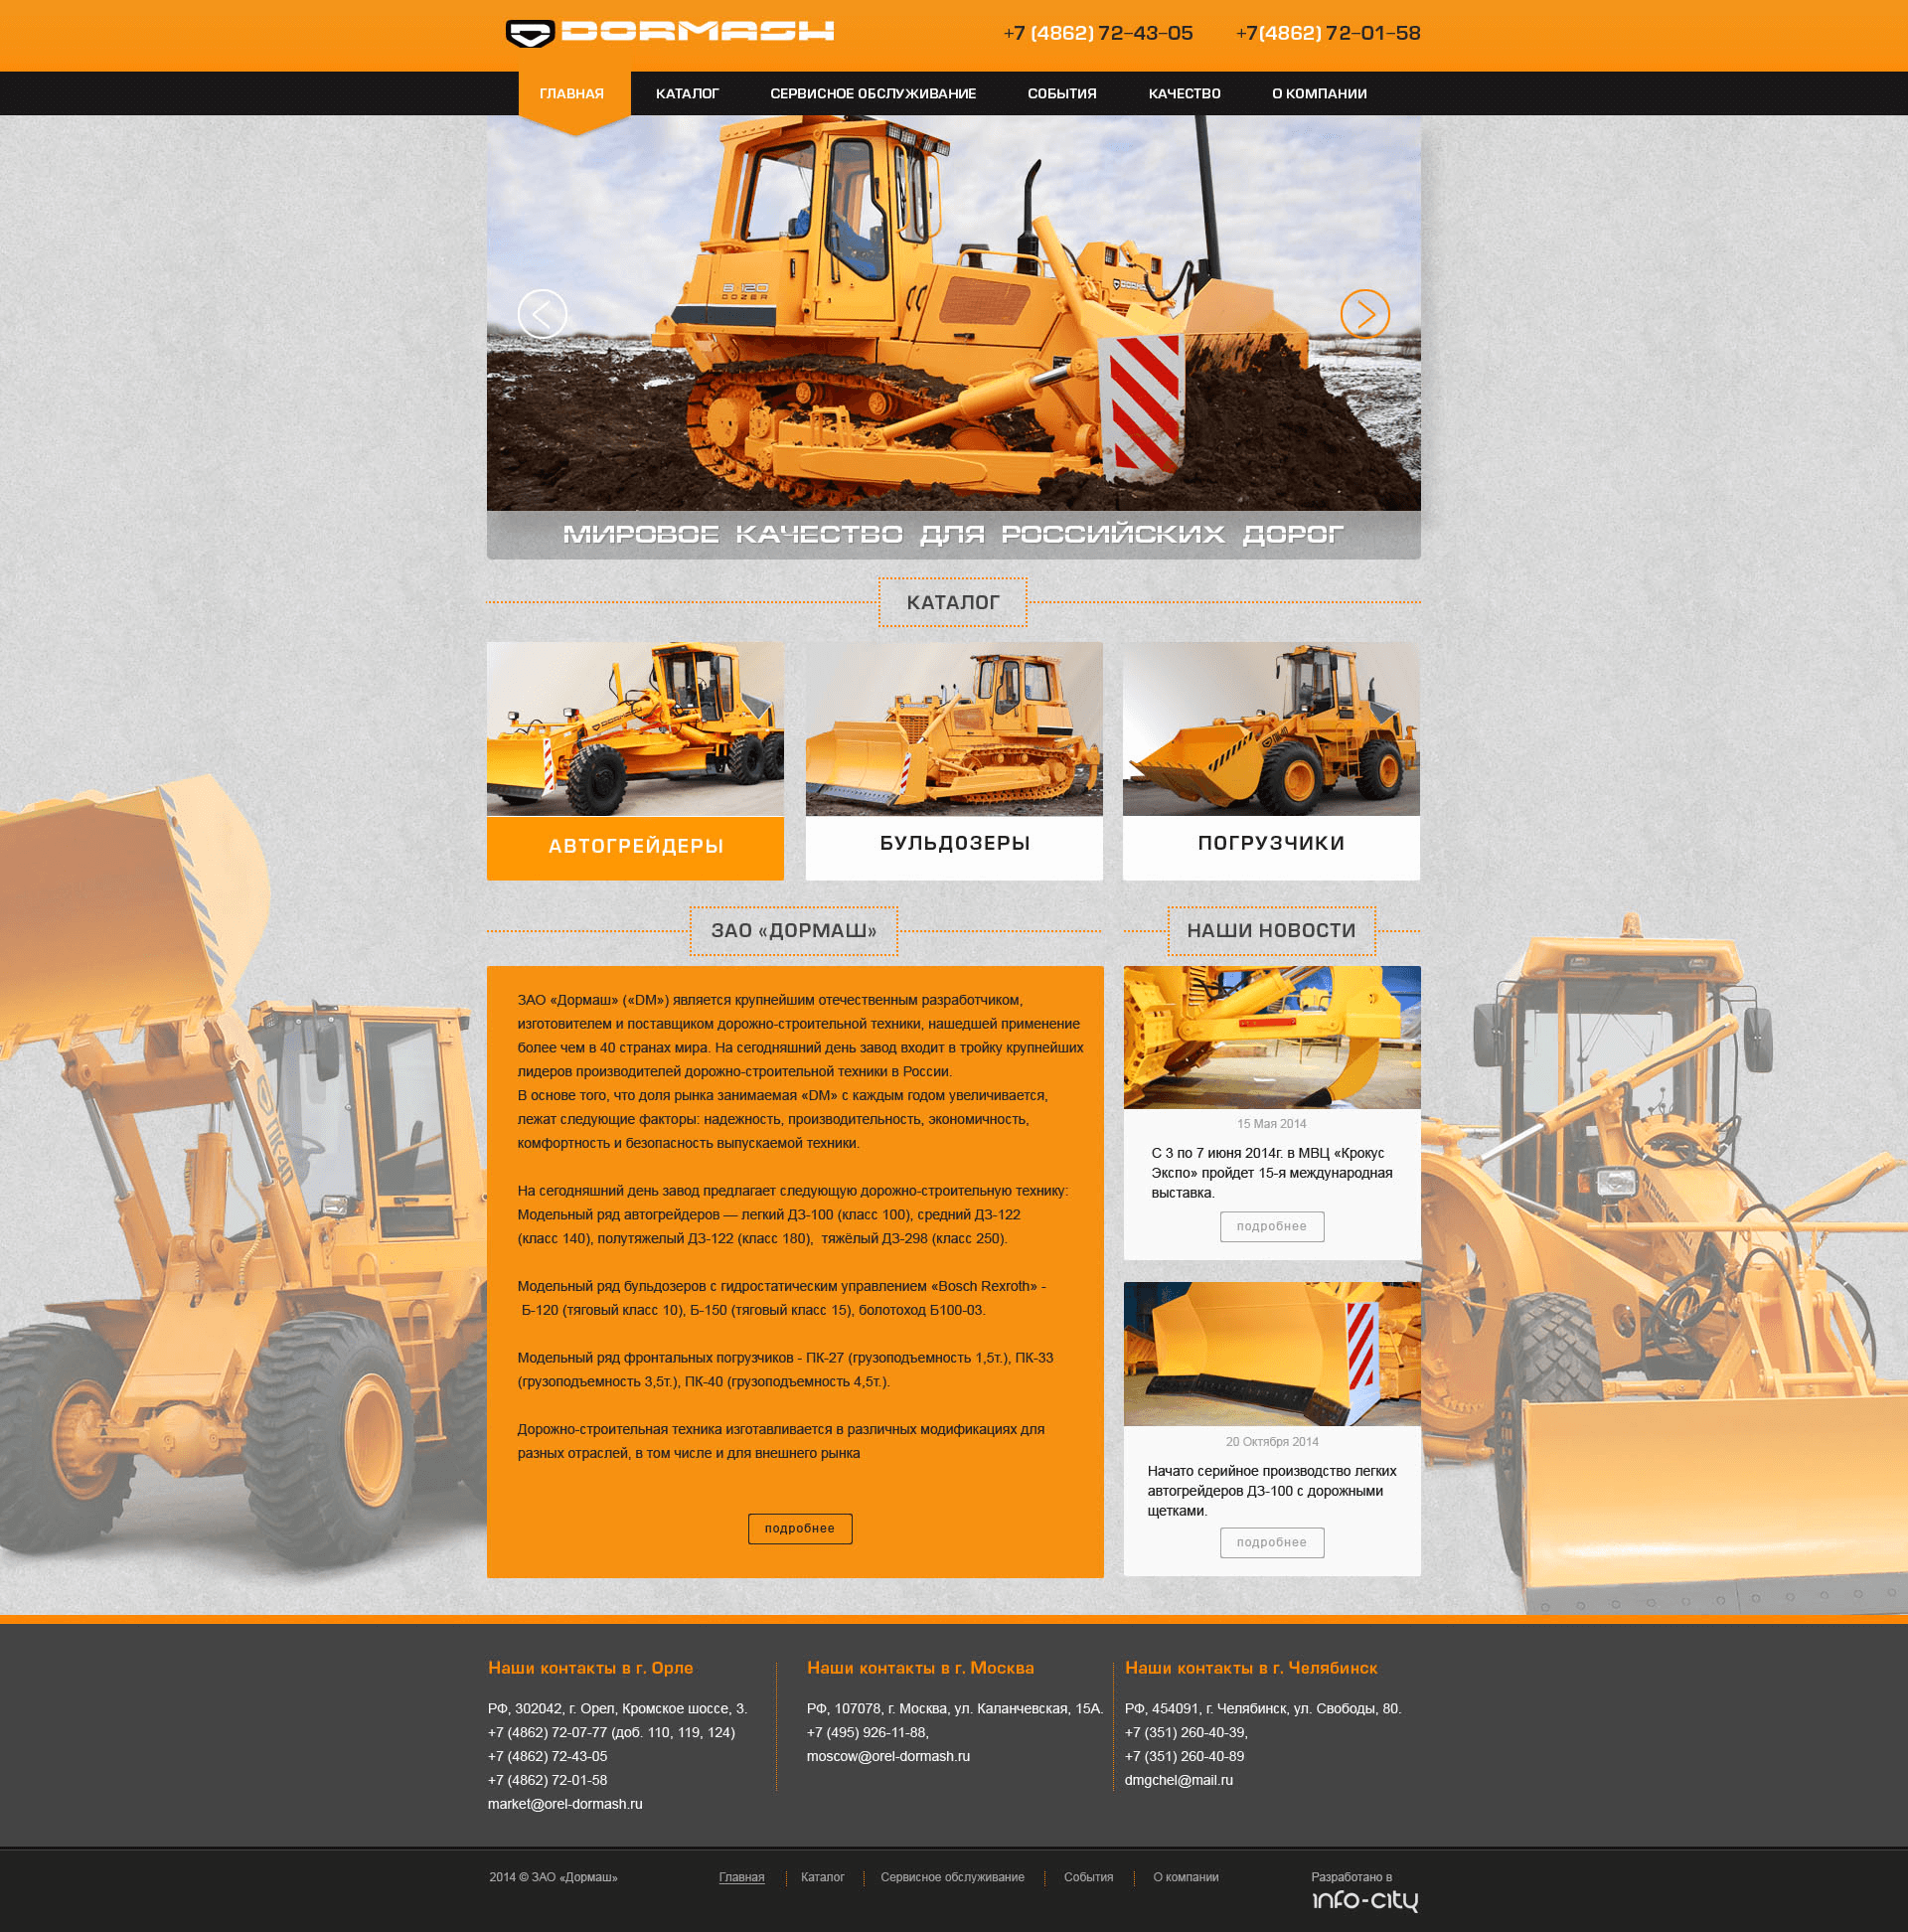 DORMASH
+7 (4862) 72-43-05 +7(4862) 72-01-58
ГЛАВНАЯ КАТАЛОГ СЕРВИСНОЕ ОБСЛУЖИВАНИЕ СОБЫТИЯ КАЧЕСТВО О КОМПАНИИ
B-120
DOZER
DORMASH
МИРОВОЕ КАЧЕСТВО ДЛЯ РОССИЙСКИХ ДОРОГ
КАТАЛОГ
DORMASH
АВТОГРЕЙДЕРЫ
БУЛЬДОЗЕРЫ
ПОГРУЗЧИКИ
ЗАО «ДОРМАШ»
ЗАО «Дормаш» («DM») является крупнейшим отечественным разработчиком,
изготовителем и поставщиком дорожно-строительной техники, нашедшей применение
более чем в 40 странах мира. На сегодняшний день завод входит в тройку крупнейших
лидеров производителей дорожно-строительной техники в России.
В основе того, что доля рынка занимаемая «DM» с каждым годом увеличивается,
лежат следующие факторы: надежность, производительность, экономичность,
комфортность и безопасность выпускаемой техники.
На сегодняшний день завод предлагает следующую дорожно-строительную технику:
Модельный ряд автогрейдеров — легкий ДЗ-100 (класс 100), средний ДЗ-122
(класс 140), полутяжелый ДЗ-122 (класс 180), тяжёлый ДЗ-298 (класс 250).
Модельный ряд бульдозеров с гидростатическим управлением «Bosch Rexroth» -
Б-120 (тяговый класс 10), Б-150 (тяговый класс 15), болотоход Б100-03.
Модельный ряд фронтальных погрузчиков - ПК-27 (грузоподъемность 1,5т.), ПК-33
(грузоподъемность 3,5т.), ПК-40 (грузоподъемность 4,5т.).
Дорожно-строительная техника изготавливается в различных модификациях для
разных отраслей, в том числе и для внешнего рынка
подробнее
НАШИ НОВОСТИ
15 Мая 2014
С 3 по 7 июня 2014г. в МВЦ «Крокус
Экспо» пройдет 15-я международная
выставка.
подробнее
20 Октября 2014
Начато серийное производство легких
автогрейдеров ДЗ-100 с дорожными
щетками.
подробнее
ПК-40
Наши контакты в г. Орле
РФ, 302042, г. Орел, Кромское шоссе, 3.
+7 (4862) 72-07-77 (доб. 110, 119, 124)
+7 (4862) 72-43-05
+7 (4862) 72-01-58
market@orel-dormash.ru
Наши контакты в г. Москва
РФ, 107078, г. Москва, ул. Каланчевская, 15А.
+7 (495) 926-11-88,
moscow@orel-dormash.ru
Наши контакты в г. Челябинск
РФ, 454091, г. Челябинск, ул. Свободы, 80.
+7 (351) 260-40-39,
+7 (351) 260-40-89
dmgchel@mail.ru
2014 © ЗАО «Дормаш» Главная Каталог Сервисное обслуживание События О компании Разработано в
info-city